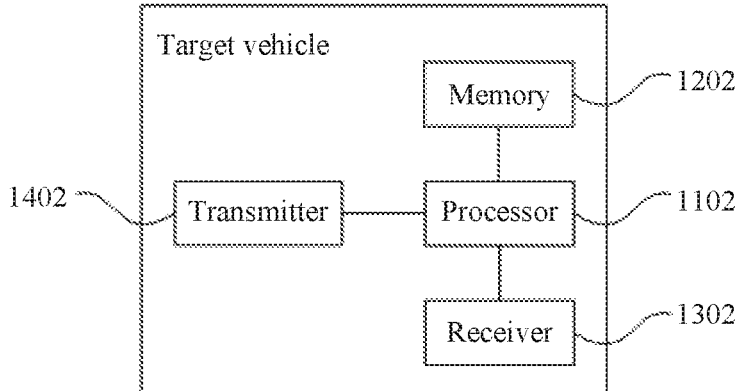 Target vehicle
Memory
1202
1402
Transmitter
Processor
1102
Receiver
1302